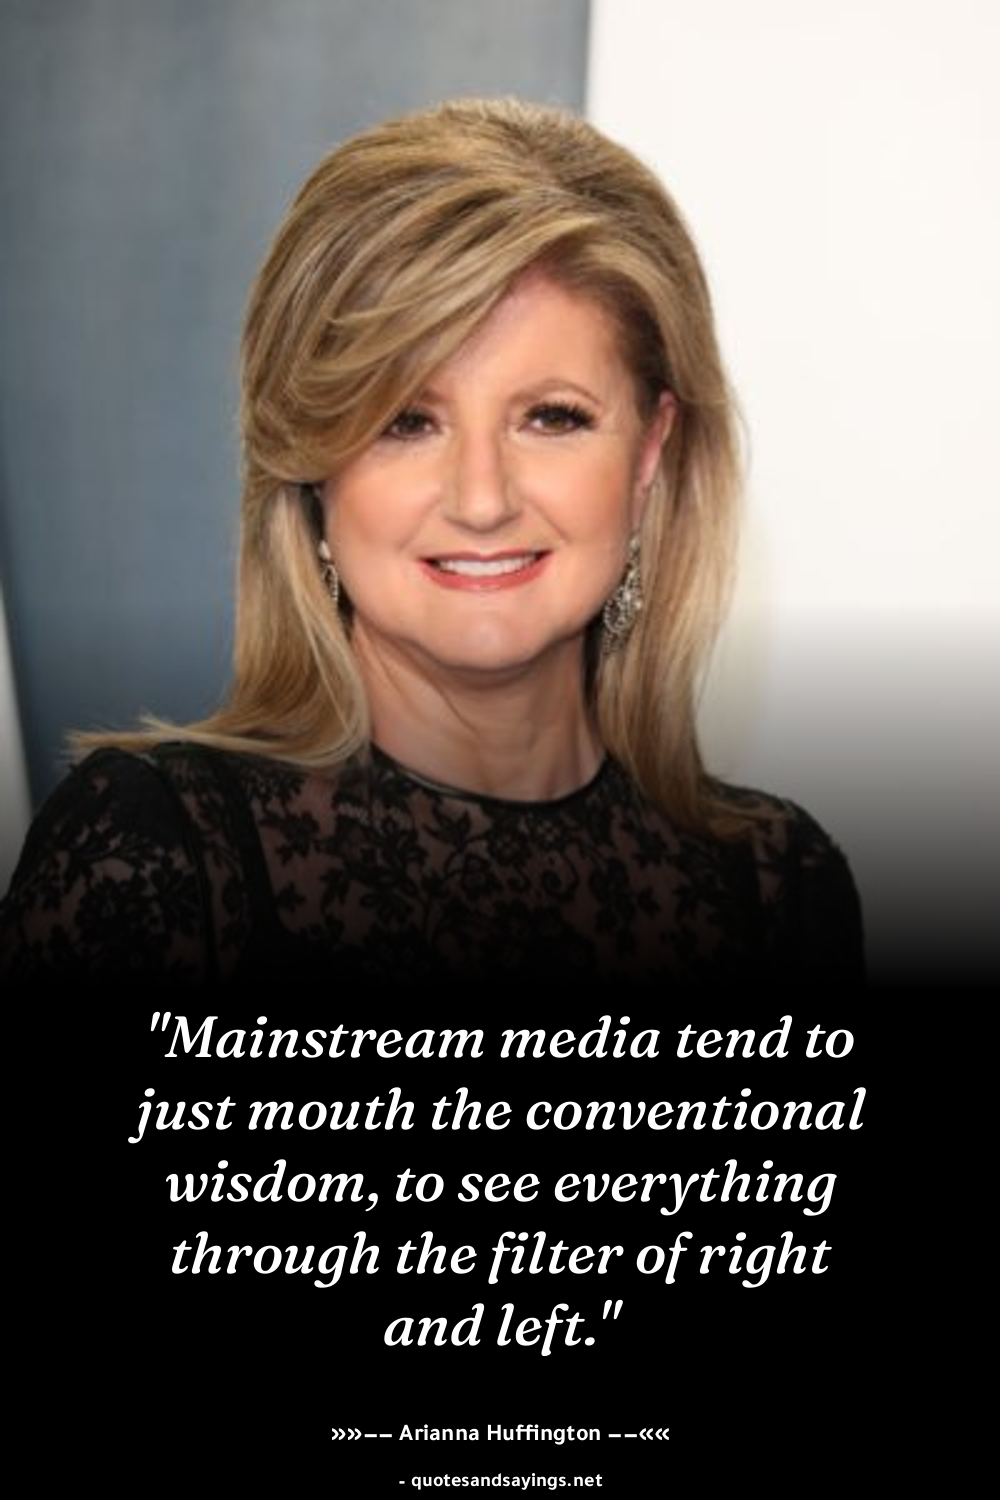 "Mainstream media tend to
just mouth the conventional
wisdom, to see everything
through the filter of right
and left."
»»–– Arianna Huffington ––««
- quotesandsayings.net